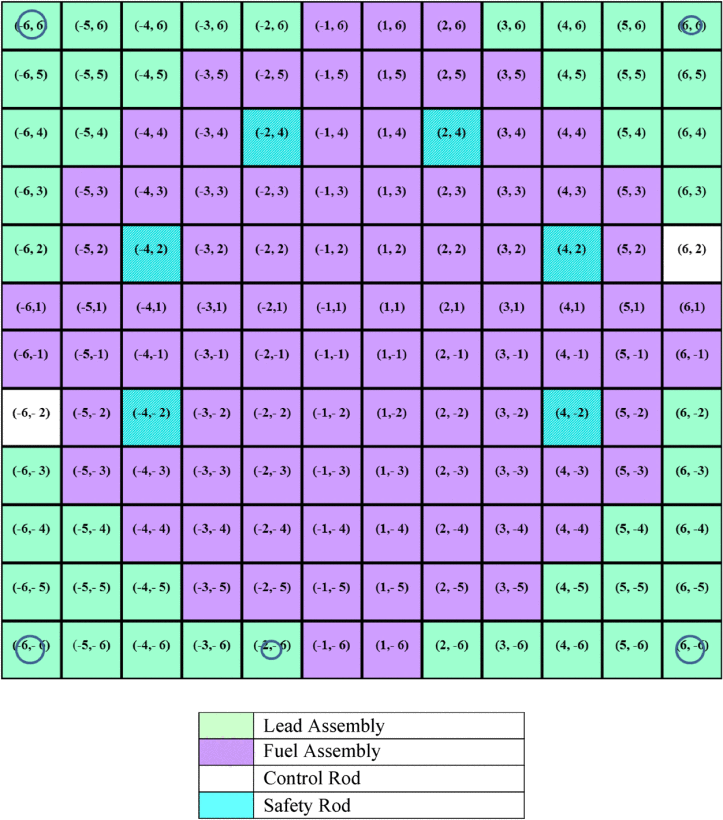 (-6, 6) (-5, 6) (-4, 6) (-3, 6) (-2, 6) (-1, 6) (1, 6) (2, 6) (3, 6) (4, 6) (5, 6) (6, 6)
(-6, 5) (-5, 5) (-4, 5) (-3, 5) (-2, 5) (-1, 5) (1, 5) (2, 5) (3, 5) (4, 5) (5, 5) (6, 5)
(-6, 4) (-5, 4) (-4, 4) (-3, 4) (-2, 4) (-1, 4) (1, 4) (2, 4) (3, 4) (4, 4) (5, 4) (6, 4)
(-6, 3) (-5, 3) (-4, 3) (-3, 3) (-2, 3) (-1, 3) (1, 3) (2, 3) (3, 3) (4, 3) (5, 3) (6, 3)
(-6, 2) (-5, 2) (-4, 2) (-3, 2) (-2, 2) (-1, 2) (1, 2) (2, 2) (3, 2) (4, 2) (5, 2) (6, 2)
(-6,1) (-5,1) (-4,1) (-3,1) (-2,1) (-1,1) (1,1) (2,1) (3,1) (4,1) (5,1) (6,1)
(-6,-1) (-5,-1) (-4,-1) (-3,-1) (-2,-1) (-1,-1) (1,-1) (2, -1) (3, -1) (4, -1) (5, -1) (6, -1)
(-6,- 2) (-5,- 2) (-4,- 2) (-3,- 2) (-2,- 2) (-1,- 2) (1,-2) (2, -2) (3, -2) (4, -2) (5, -2) (6, -2)
(-6,- 3) (-5,- 3) (-4,- 3) (-3,- 3) (-2,- 3) (-1,- 3) (1,- 3) (2, -3) (3, -3) (4, -3) (5, -3) (6, -3)
(-6,- 4) (-5,- 4) (-4,- 4) (-3,- 4) (-2,- 4) (-1,- 4) (1,- 4) (2, -4) (3, -4) (4, -4) (5, -4) (6, -4)
(-6,- 5) (-5,- 5) (-4,- 5) (-3,- 5) (-2,- 5) (-1,- 5) (1,- 5) (2, -5) (3, -5) (4, -5) (5, -5) (6, -5)
(-6,- 6) (-5,- 6) (-4,- 6) (-3,- 6) (-2,- 6) (-1,- 6) (1,- 6) (2, -6) (3, -6) (4, -6) (5, -6) (6, -6)
Lead Assembly
Fuel Assembly
Control Rod
Safety Rod